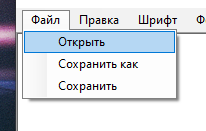 Файл Правка Шрифт
Открыть
Сохранить как
Сохранить